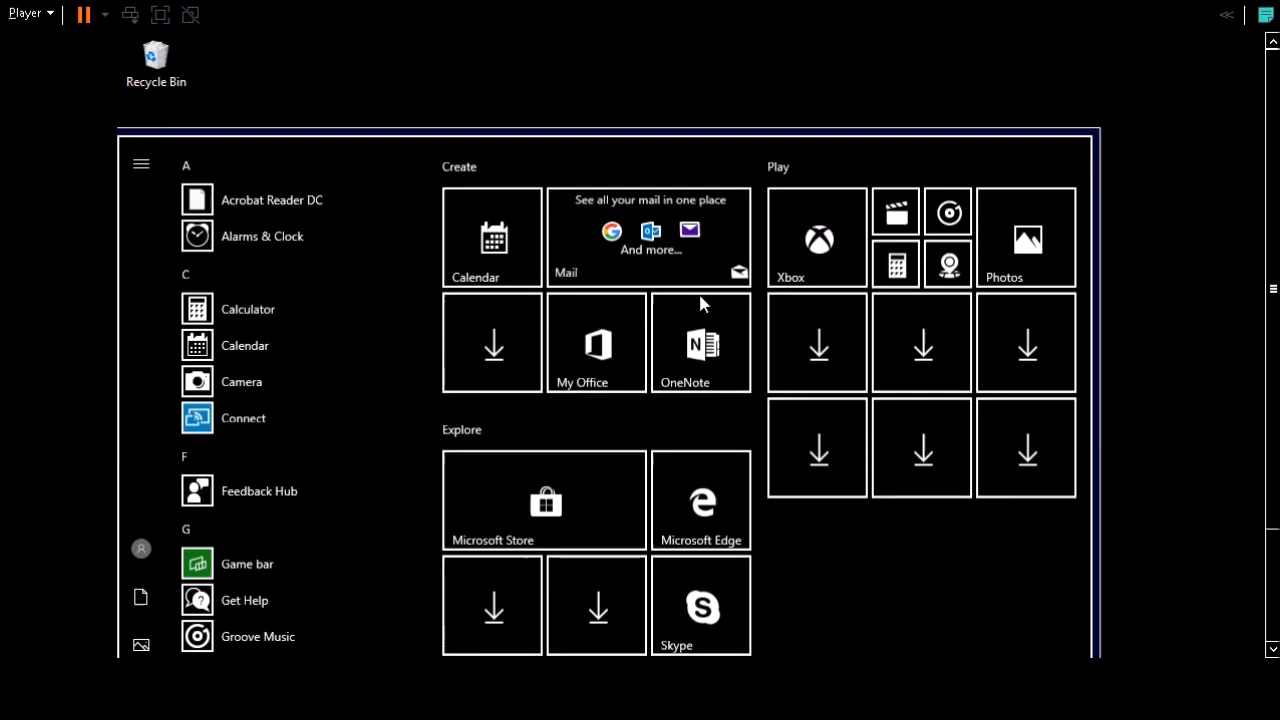 Player
Recycle Bin
A
Acrobat Reader DC
Alarms & Clock
C
Calculator
Calendar
Camera
Connect
F
Feedback Hub
G
Game bar
Get Help
Groove Music
Create
Calendar
See all your mail in one place
And more...
Mail
My Office
OneNote
Explore
Microsoft Store
Microsoft Edge
Skype
Play
Xbox
Photos